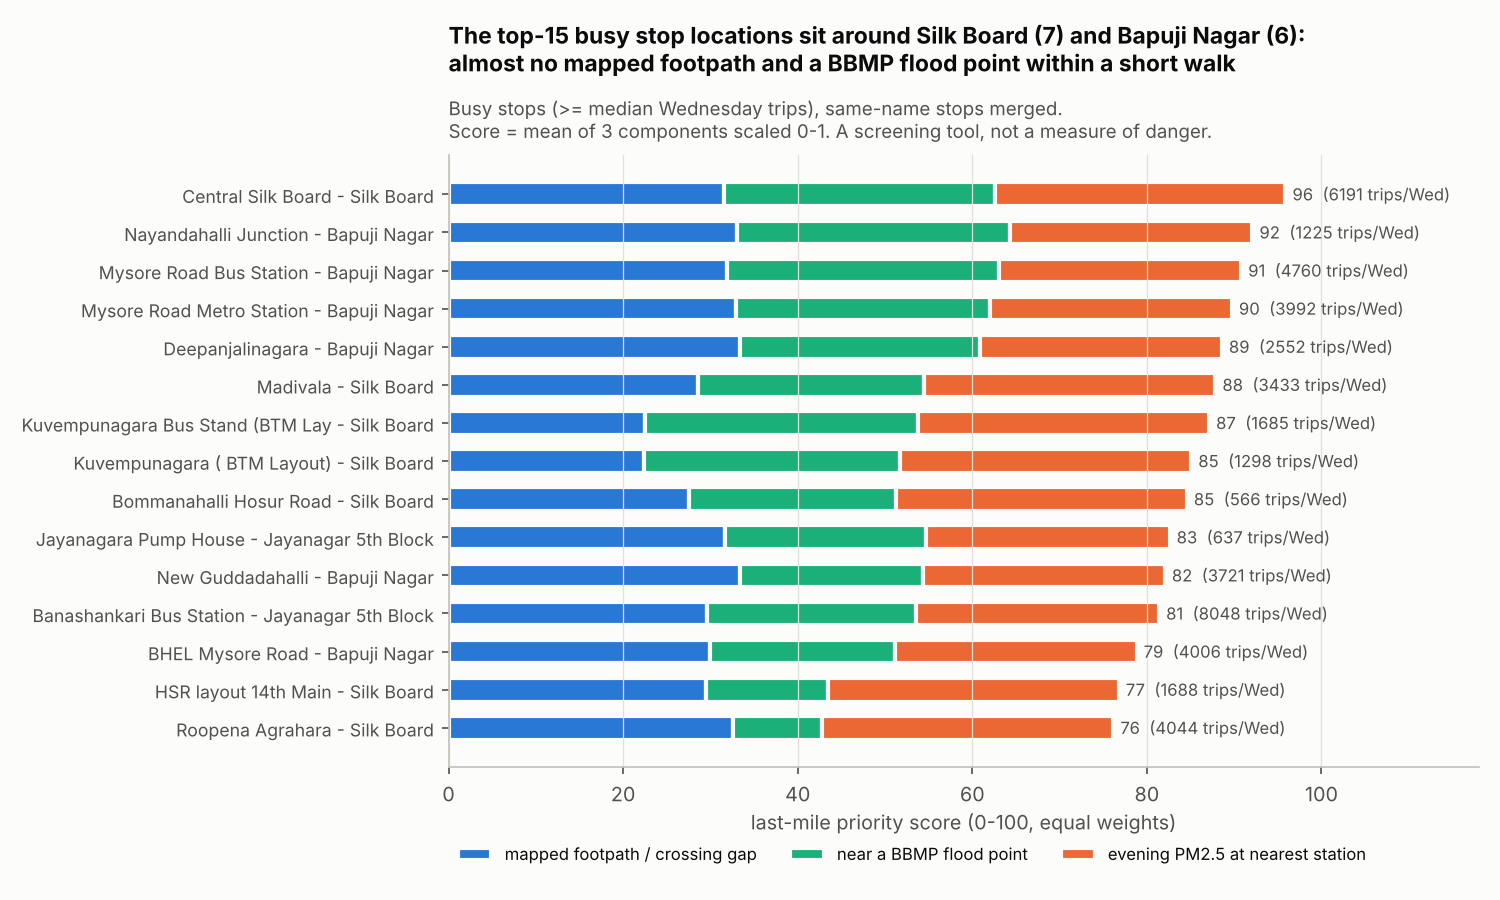 The top-15 busy stop locations sit around Silk Board (7) and Bapuji Nagar (6):
almost no mapped footpath and a BBMP flood point within a short walk
Busy stops (>= median Wednesday trips), same-name stops merged.
Score = mean of 3 components scaled 0-1. A screening tool, not a measure of danger.
Central Silk Board - Silk Board 96 (6191 trips/Wed)
Nayandahalli Junction - Bapuji Nagar 92 (1225 trips/Wed)
Mysore Road Bus Station - Bapuji Nagar 91 (4760 trips/Wed)
Mysore Road Metro Station - Bapuji Nagar 90 (3992 trips/Wed)
Deepanjalinagara - Bapuji Nagar 89 (2552 trips/Wed)
Madivala - Silk Board 88 (3433 trips/Wed)
Kuvempunagara Bus Stand (BTM Lay - Silk Board 87 (1685 trips/Wed)
Kuvempunagara ( BTM Layout) - Silk Board 85 (1298 trips/Wed)
Bommanahalli Hosur Road - Silk Board 85 (566 trips/Wed)
Jayanagara Pump House - Jayanagar 5th Block 83 (637 trips/Wed)
New Guddadahalli - Bapuji Nagar 82 (3721 trips/Wed)
Banashankari Bus Station - Jayanagar 5th Block 81 (8048 trips/Wed)
BHEL Mysore Road - Bapuji Nagar 79 (4006 trips/Wed)
HSR layout 14th Main - Silk Board 77 (1688 trips/Wed)
Roopena Agrahara - Silk Board 76 (4044 trips/Wed)
0 20 40 60 80 100
last-mile priority score (0-100, equal weights)
mapped footpath / crossing gap near a BBMP flood point evening PM2.5 at nearest station